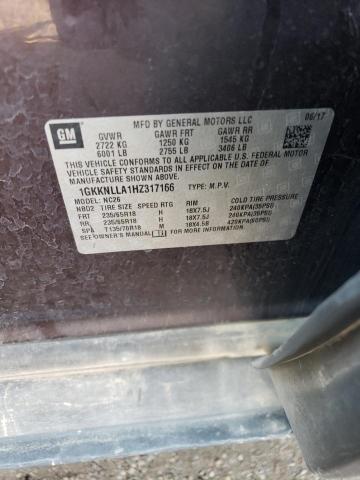 GM MFD BY GENERAL MOTORS LLC 06/17
GVWR GAWR FRT GAWR RR
2722 KG 1250 KG 1545 KG
6001 LB 2755 LB 3406 LB
THIS VEHICLE CONFORMS TO ALL APPLICABLE U.S. FEDERAL
MOTOR VEHICLE SAFETY STANDARDS IN EFFECT ON THE
DATE OF MANUFACTURE SHOWN ABOVE.
1GKKNLLA1HZ317166 TYPE: M.P.V.
MODEL: NC26
TIRE SIZE SPEED RTG RIM COLD TIRE PRESSURE
FRT 235/65R18 H 18X7.5J 240KPA(35PSI)
RR 235/65R18 H 18X7.5J 240KPA(35PSI)
SPA T135/70R18 M 18X4.5B 420KPA(60PSI)
SEE OWNER'S MANUAL FOR MORE INFORMATION.